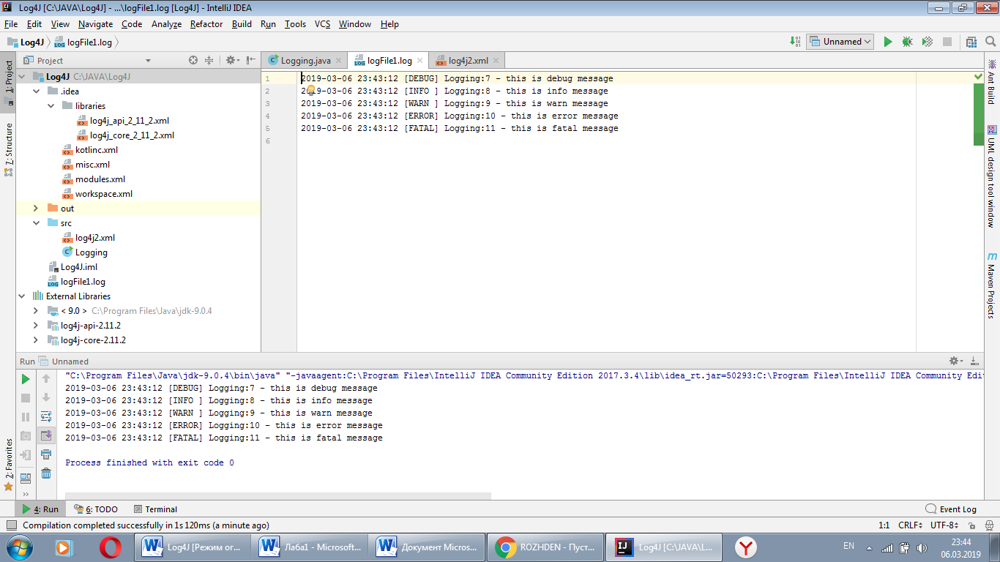 Log4J [C:\JAVA\Log4J] - ...\logFile1.log [Log4J] - IntelliJ IDEA
File Edit View Navigate Code Analyze Refactor Build Run Tools VCS Window Help
Log4J logFile1.log
Unnamed
Project
Logging.java logFile1.log log4j2.xml
1: Project
7: Structure
2: Favorites
Log4J C:\JAVA\Log4J
.idea
libraries
log4j_api_2_11_2.xml
log4j_core_2_11_2.xml
kotlinc.xml
misc.xml
modules.xml
workspace.xml
out
src
log4j2.xml
Logging
Log4J.iml
logFile1.log
External Libraries
< 9.0 > C:\Program Files\Java\jdk-9.0.4
log4j-api-2.11.2
log4j-core-2.11.2
1 2019-03-06 23:43:12 [DEBUG] Logging:7 - this is debug message
2 2019-03-06 23:43:12 [INFO ] Logging:8 - this is info message
3 2019-03-06 23:43:12 [WARN ] Logging:9 - this is warn message
4 2019-03-06 23:43:12 [ERROR] Logging:10 - this is error message
5 2019-03-06 23:43:12 [FATAL] Logging:11 - this is fatal message
6
Ant Build
UML design tool window
Maven Projects
Run Unnamed
"C:\Program Files\Java\jdk-9.0.4\bin\java" "-javaagent:C:\Program Files\IntelliJ IDEA Community Edition 2017.3.4\lib\idea_rt.jar=50293:C:\Program Files\IntelliJ IDEA Community Edi
2019-03-06 23:43:12 [DEBUG] Logging:7 - this is debug message
2019-03-06 23:43:12 [INFO ] Logging:8 - this is info message
2019-03-06 23:43:12 [WARN ] Logging:9 - this is warn message
2019-03-06 23:43:12 [ERROR] Logging:10 - this is error message
2019-03-06 23:43:12 [FATAL] Logging:11 - this is fatal message
Process finished with exit code 0
4: Run 6: TODO Terminal Event Log
Compilation completed successfully in 1s 120ms (a minute ago) 1:1 CRLF UTF-8
Log4J [Режим ог... Лаба1 - Microsoft... Документ Micros... ROZHDEN - Пуст... Log4J [C:\JAVA\L... EN 23:44
06.03.2019